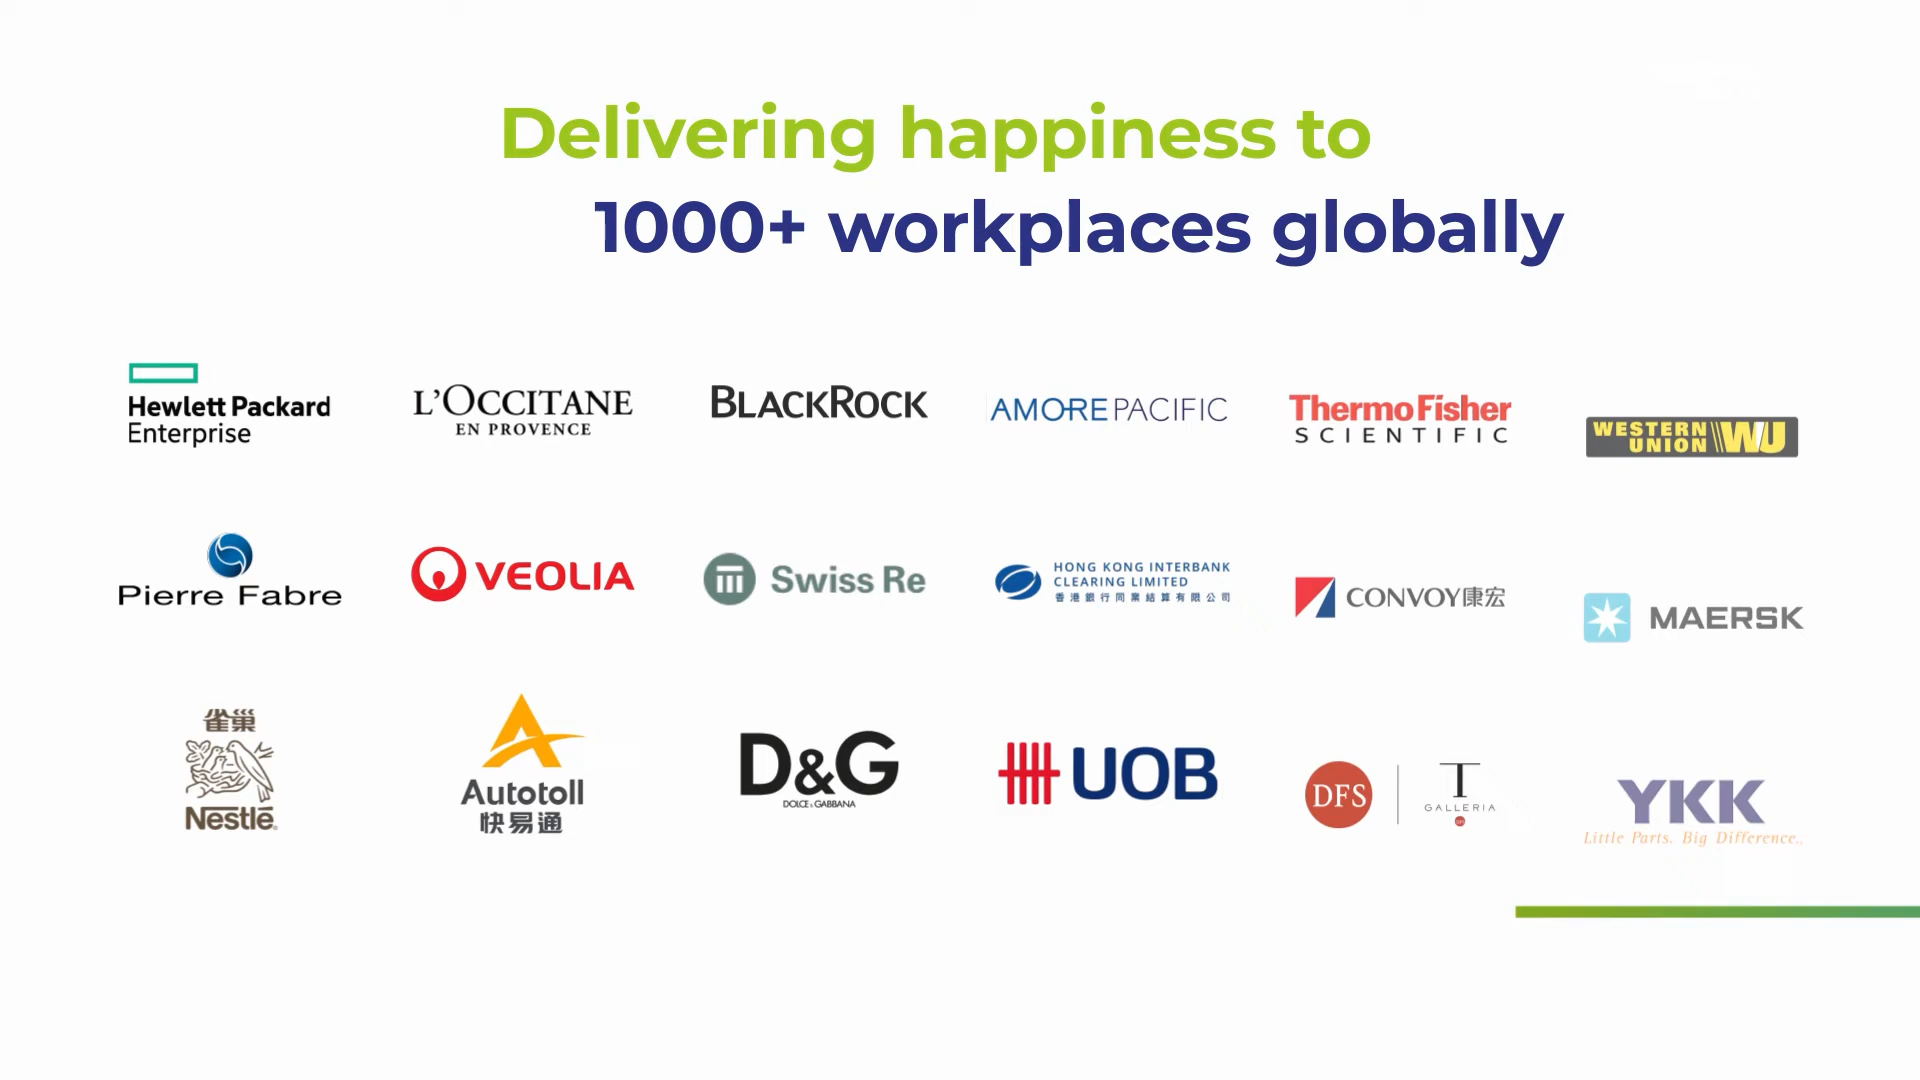 Delivering happiness to
1000+ workplaces globally
Hewlett Packard
Enterprise
L'OCCITANE
EN PROVENCE
BLACKROCK
AMOREPACIFIC
ThermoFisher
SCIENTIFIC
WESTERN
UNION
WU
Pierre Fabre
VEOLIA
Swiss Re
HONG KONG INTERBANK
CLEARING LIMITED
香港銀行同業結算有限公司
CONVOY康宏
MAERSK
雀巢
Nestlé
Autotoll
快易通
D&G
DOLCE & GABBANA
UOB
DFS
T
GALLERIA
DFS
YKK
Little Parts. Big Difference.